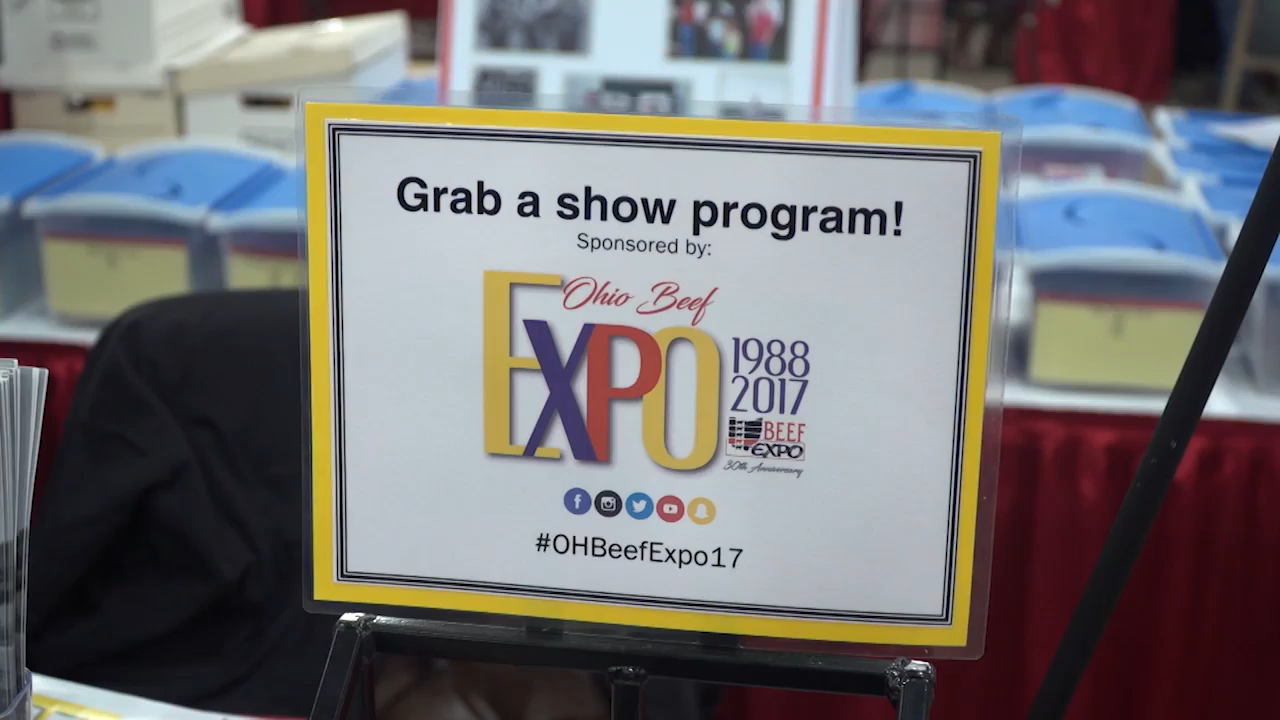 Grab a show program!
Sponsored by:
Ohio Beef
EXPO
1988
2017
BEEF
EXPO
30th Anniversary
#OHBeefExpo17